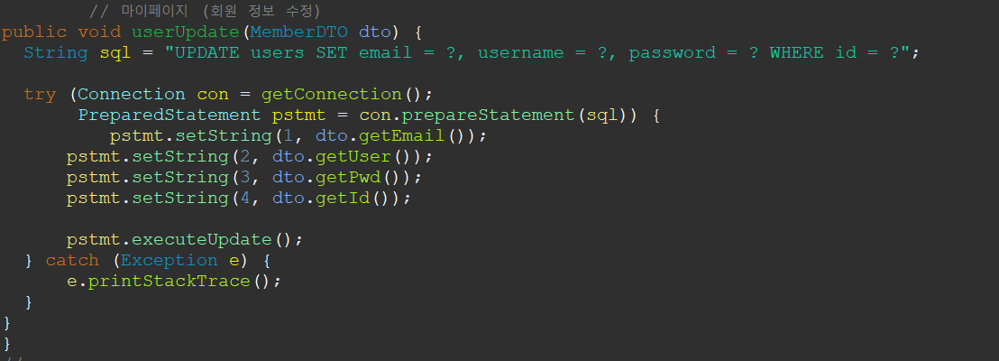 // 마이페이지 (회원 정보 수정)
public void userUpdate(MemberDTO dto) {
String sql = "UPDATE users SET email = ?, username = ?, password = ? WHERE id = ?";
try (Connection con = getConnection();
PreparedStatement pstmt = con.prepareStatement(sql)) {
pstmt.setString(1, dto.getEmail());
pstmt.setString(2, dto.getUser());
pstmt.setString(3, dto.getPwd());
pstmt.setString(4, dto.getId());
pstmt.executeUpdate();
} catch (Exception e) {
e.printStackTrace();
}
}
}